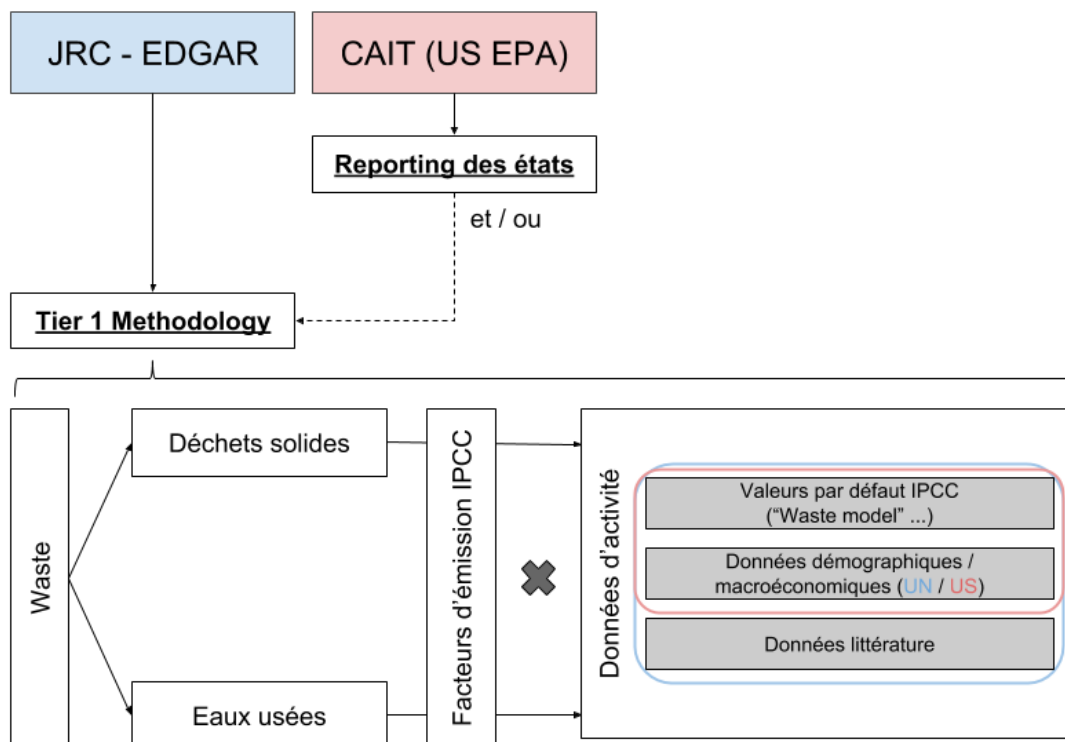 JRC - EDGAR
CAIT (US EPA)
Reporting des états
et / ou
Tier 1 Methodology
Waste
Déchets solides
Eaux usées
Facteurs d'émission IPCC
Données d'activité
Valeurs par défaut IPCC
("Waste model" ...)
Données démographiques /
macroéconomiques (UN / US)
Données littérature